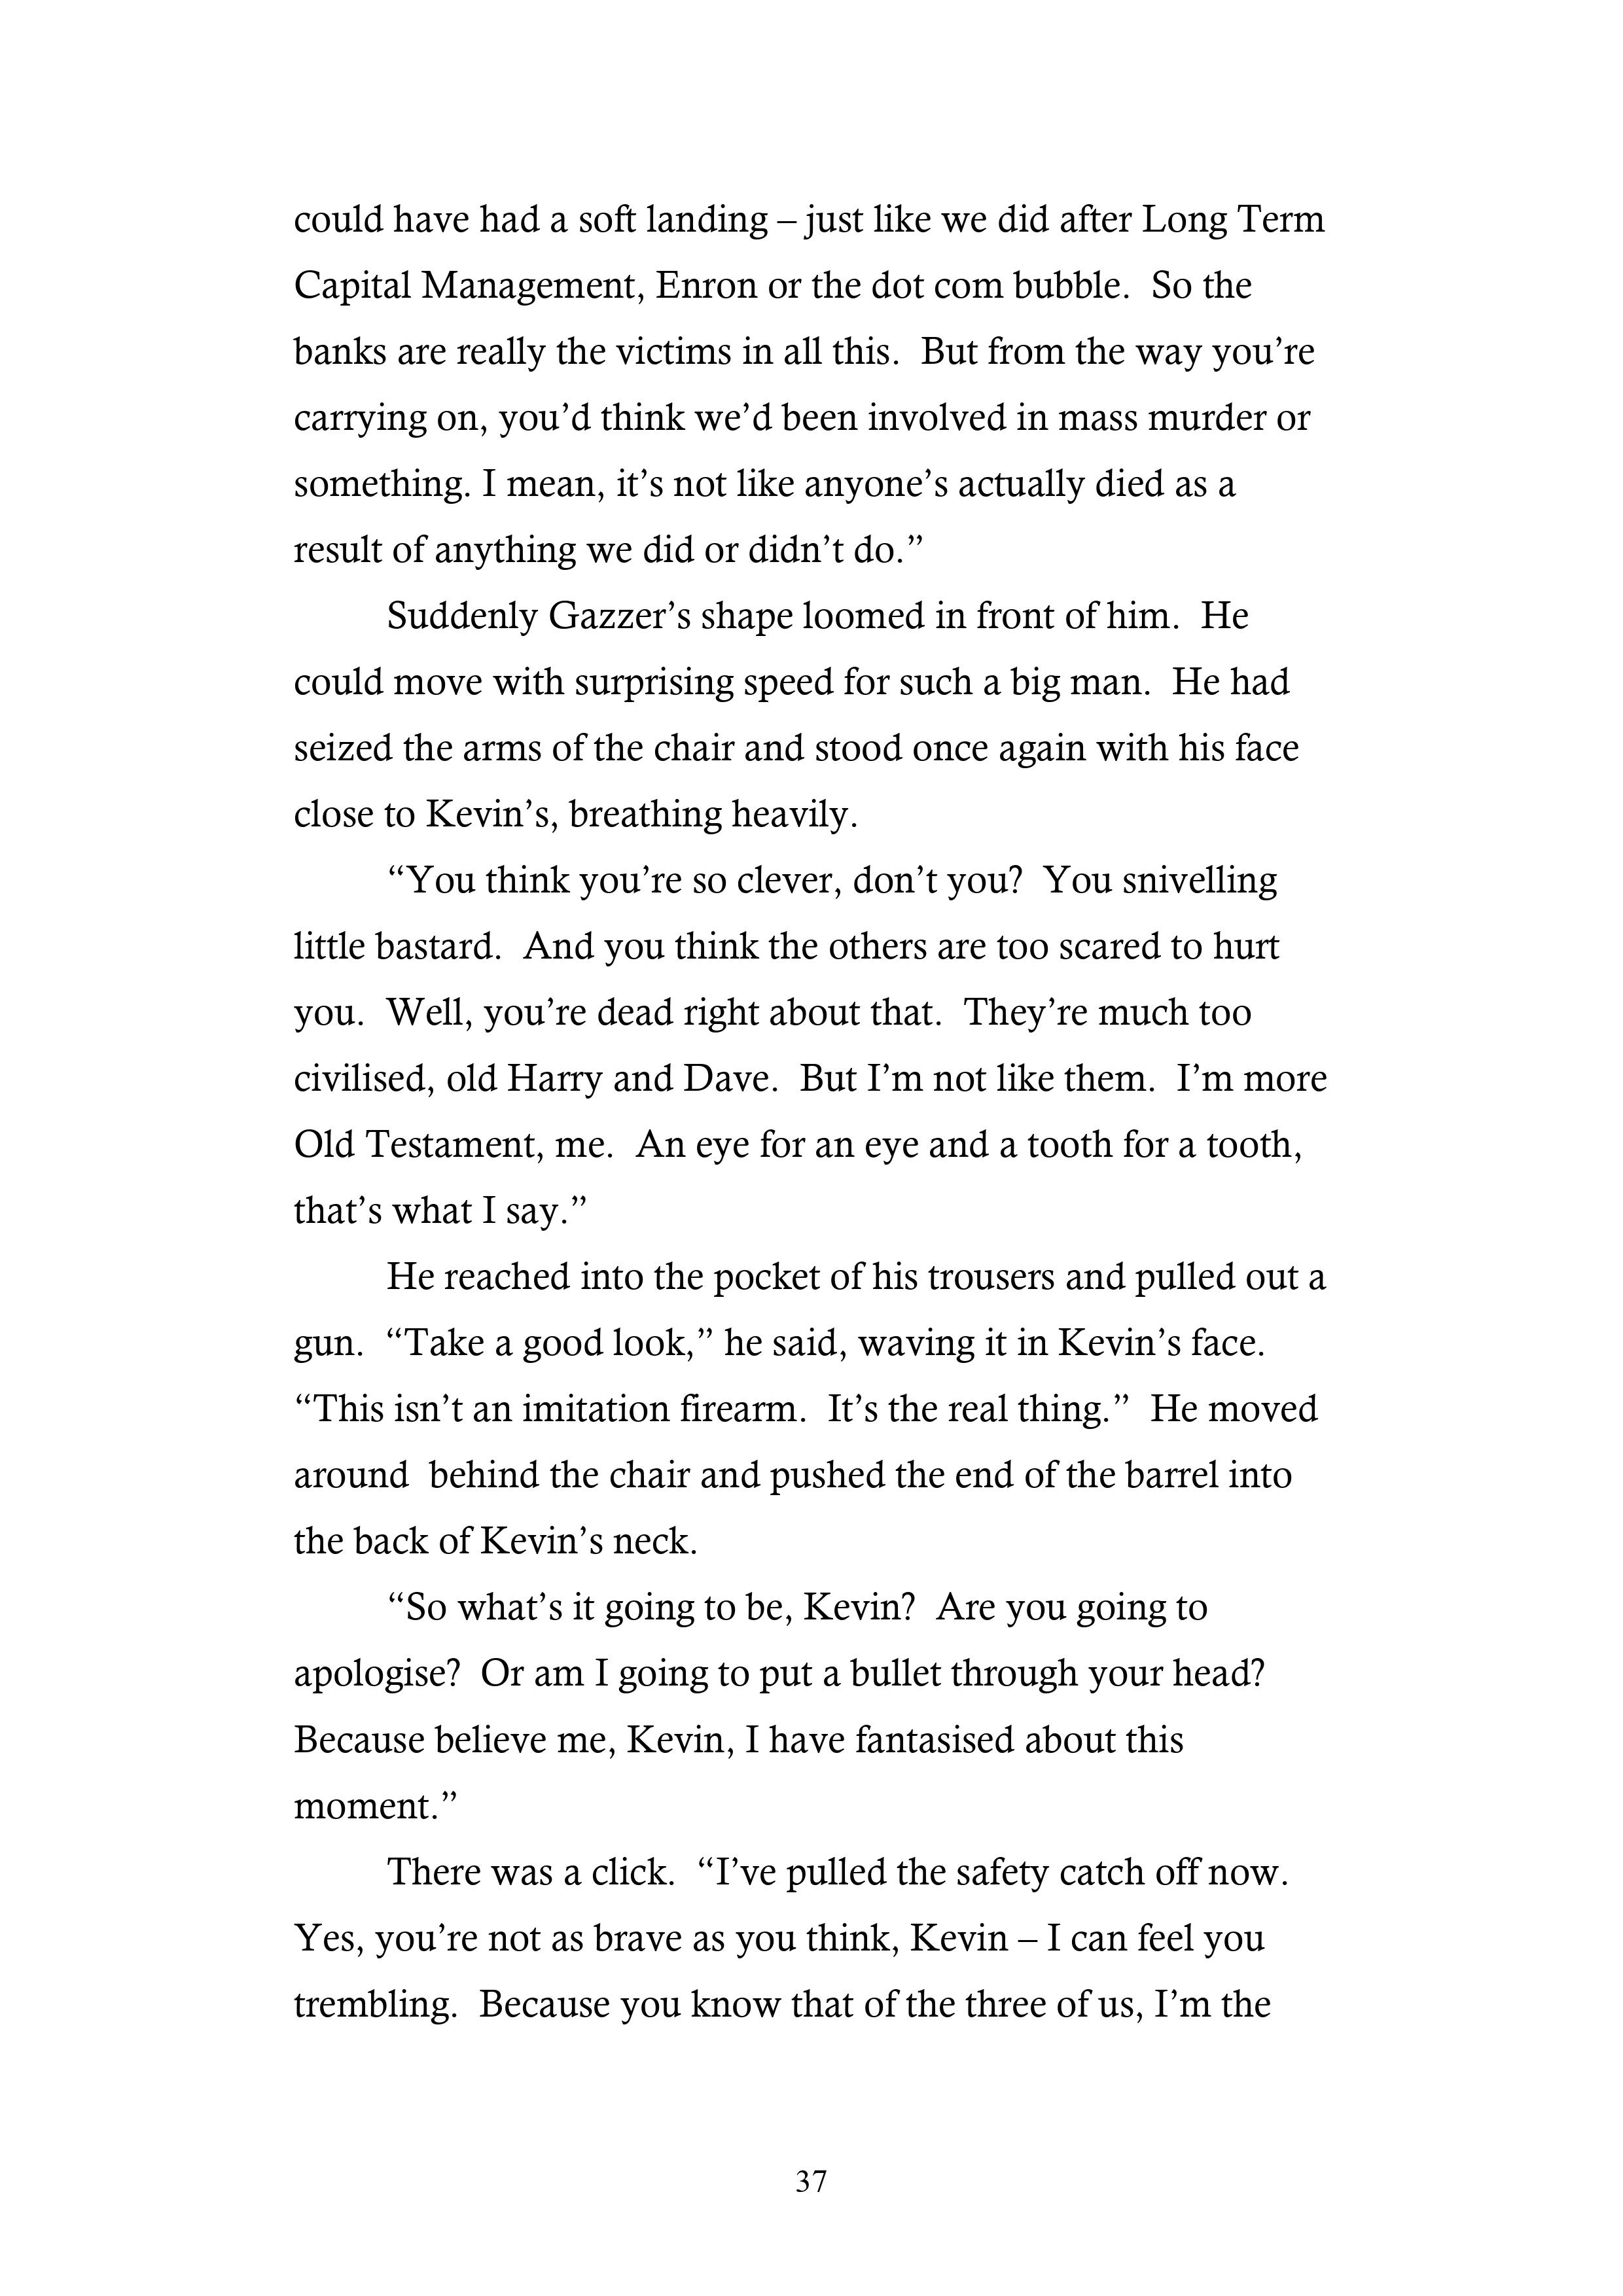 could have had a soft landing – just like we did after Long Term
Capital Management, Enron or the dot com bubble.  So the
banks are really the victims in all this.  But from the way you’re
carrying on, you’d think we’d been involved in mass murder or
something. I mean, it’s not like anyone’s actually died as a
result of anything we did or didn’t do.”
Suddenly Gazzer’s shape loomed in front of him.  He
could move with surprising speed for such a big man.  He had
seized the arms of the chair and stood once again with his face
close to Kevin’s, breathing heavily.
“You think you’re so clever, don’t you?  You snivelling
little bastard.  And you think the others are too scared to hurt
you.  Well, you’re dead right about that.  They’re much too
civilised, old Harry and Dave.  But I’m not like them.  I’m more
Old Testament, me.  An eye for an eye and a tooth for a tooth,
that’s what I say.”
He reached into the pocket of his trousers and pulled out a
gun.  “Take a good look,” he said, waving it in Kevin’s face.
“This isn’t an imitation firearm.  It’s the real thing.”  He moved
around  behind the chair and pushed the end of the barrel into
the back of Kevin’s neck.
“So what’s it going to be, Kevin?  Are you going to
apologise?  Or am I going to put a bullet through your head?
Because believe me, Kevin, I have fantasised about this
moment.”
There was a click.  “I’ve pulled the safety catch off now.
Yes, you’re not as brave as you think, Kevin – I can feel you
trembling.  Because you know that of the three of us, I’m the
37